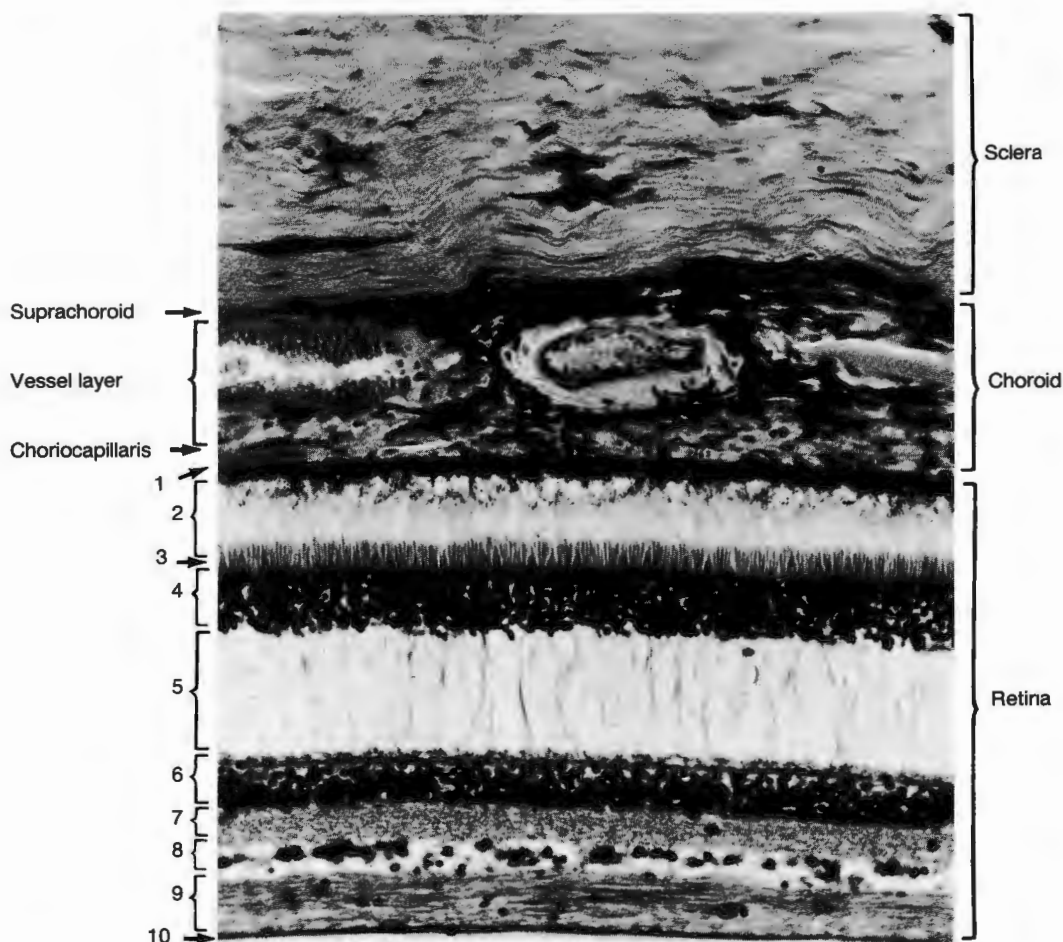 Sclera
Suprachoroid
Vessel layer
Choroid
Choriocapillaris
1
2
3
4
5
Retina
6
7
8
9
10